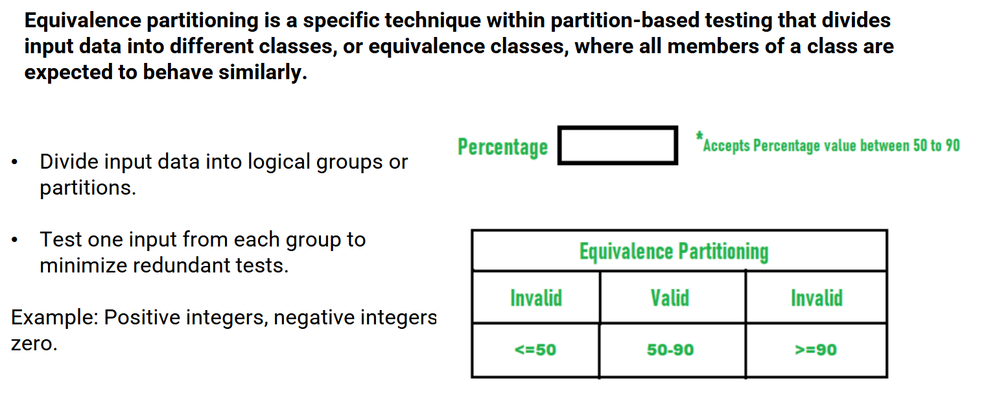 Equivalence partitioning is a specific technique within partition-based testing that divides
input data into different classes, or equivalence classes, where all members of a class are
expected to behave similarly.
• Divide input data into logical groups or
partitions.
• Test one input from each group to
minimize redundant tests.
Example: Positive integers, negative integers
zero.
Percentage
*Accepts Percentage value between 50 to 90
Equivalence Partitioning
Invalid Valid Invalid
<=50 50-90 >=90